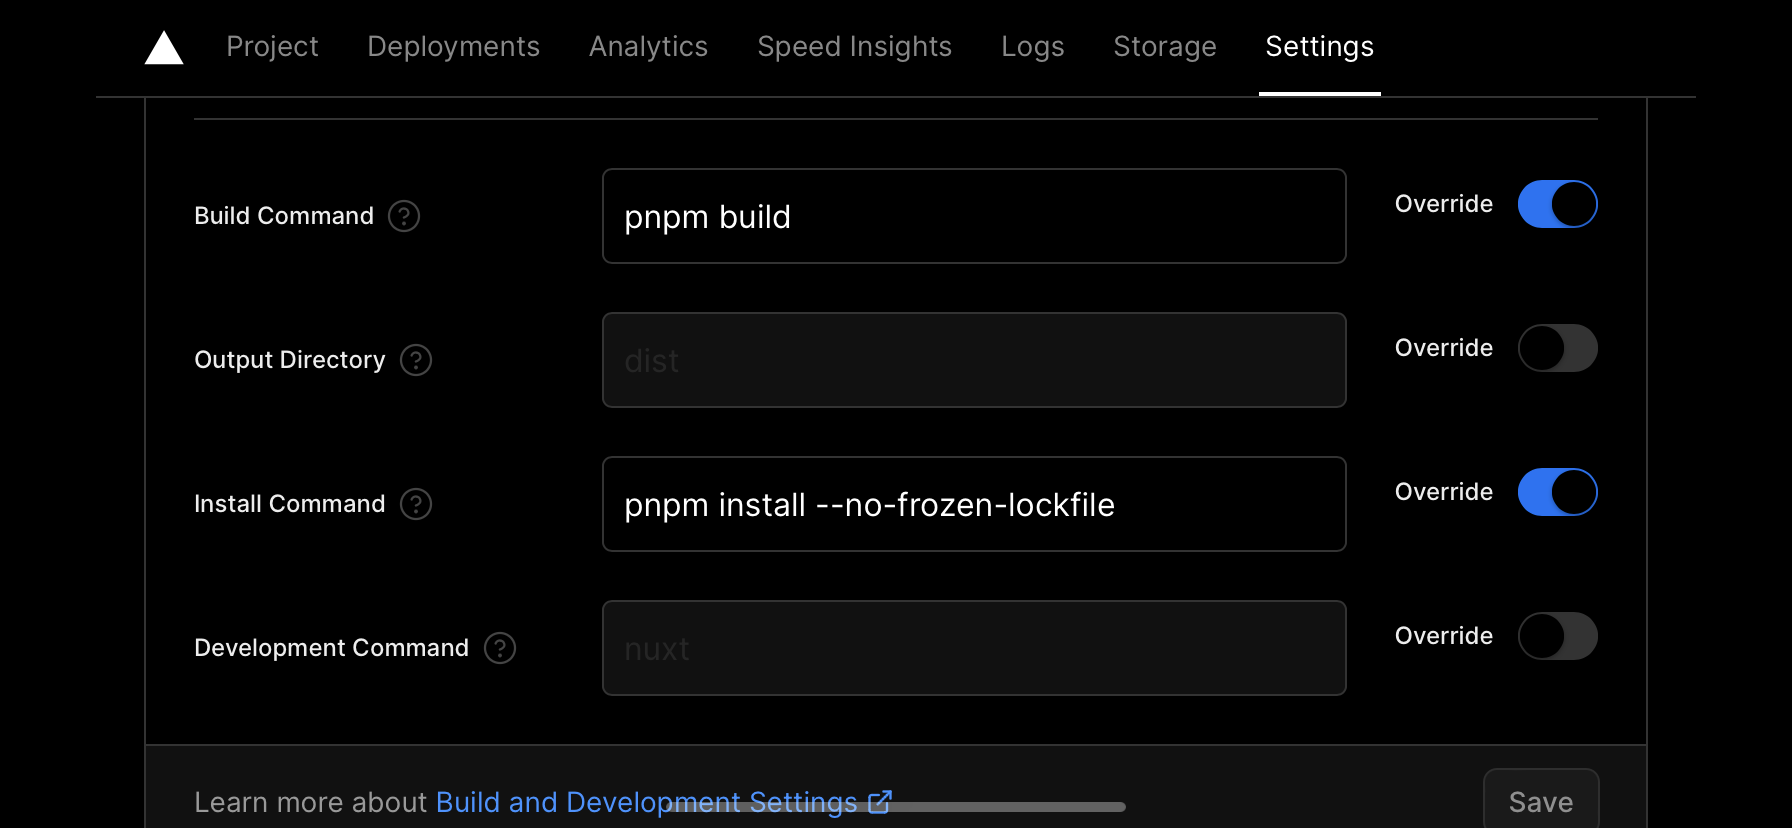 Project Deployments Analytics Speed Insights Logs Storage Settings
Build Command ? pnpm build Override
Output Directory ? dist Override
Install Command ? pnpm install --no-frozen-lockfile Override
Development Command ? nuxt Override
Learn more about Build and Development Settings Save